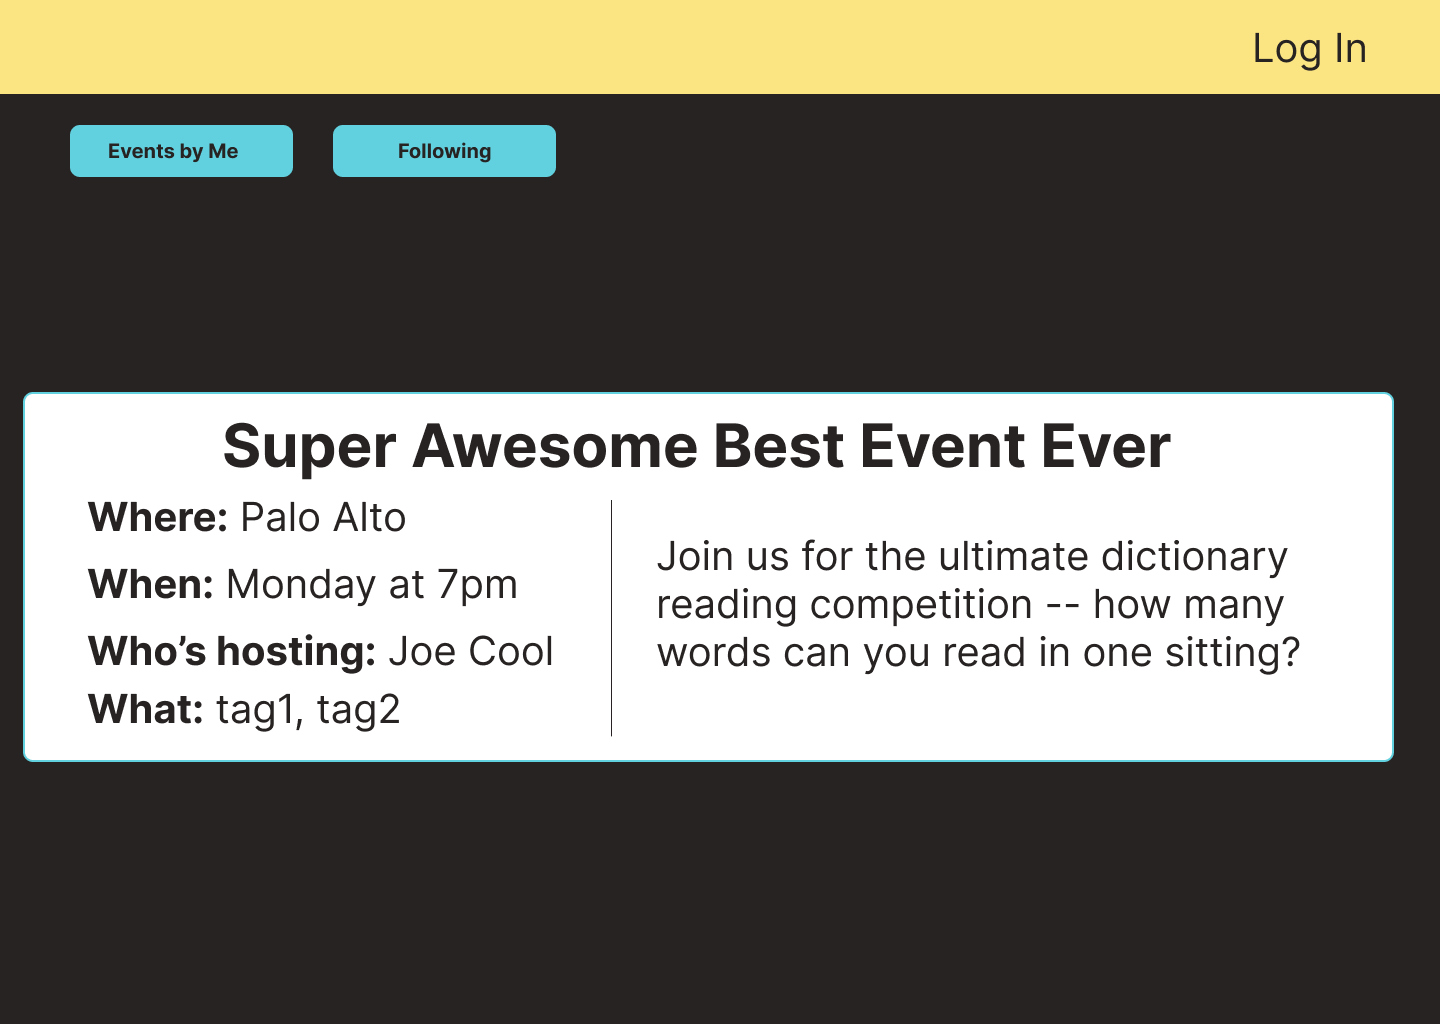 Log In
Events by Me
Following
Super Awesome Best Event Ever
Where: Palo Alto
When: Monday at 7pm
Who’s hosting: Joe Cool
What: tag1, tag2
Join us for the ultimate dictionary
reading competition -- how many
words can you read in one sitting?